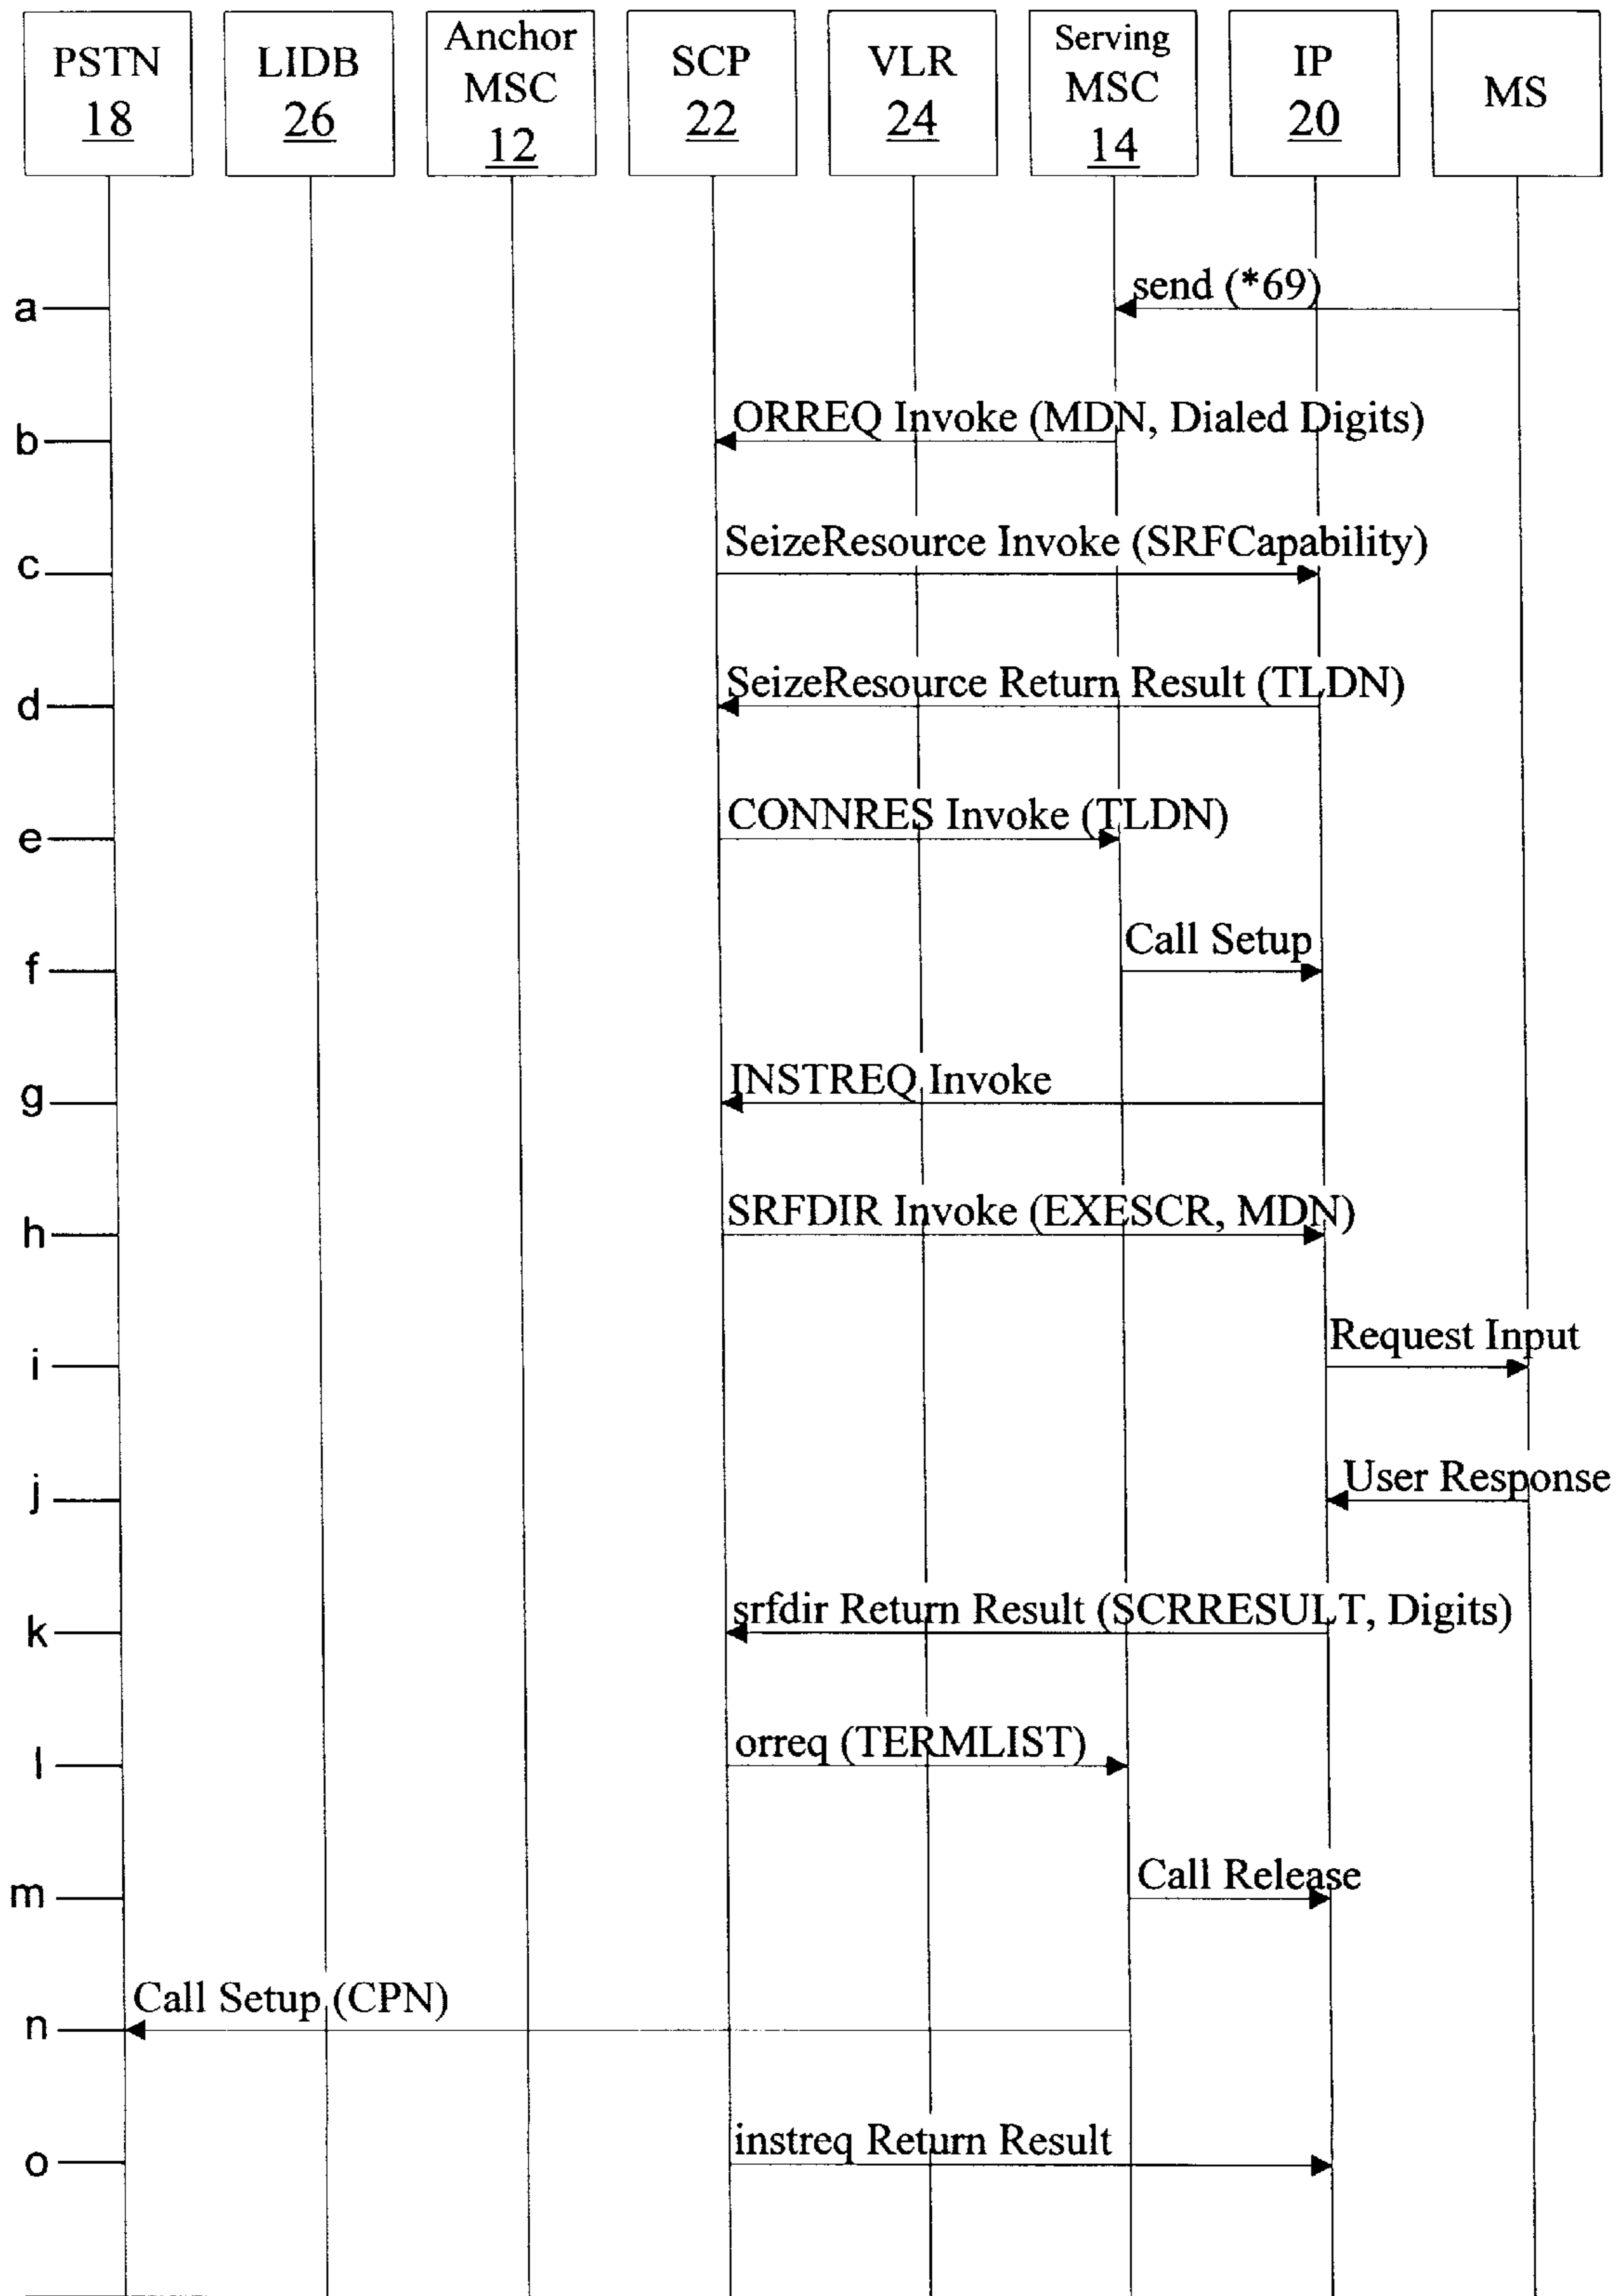 PSTN
18
LIDB
26
Anchor
MSC
12
SCP
22
VLR
24
Serving
MSC
14
IP
20
MS
a
send (*69)
b
ORREQ Invoke (MDN, Dialed Digits)
c
SeizeResource Invoke (SRFCapability)
d
SeizeResource Return Result (TLDN)
e
CONNRES Invoke (TLDN)
f
Call Setup
g
INSTREQ Invoke
h
SRFDIR Invoke (EXESCR, MDN)
i
Request Input
j
User Response
k
srfdir Return Result (SCRRESULT, Digits)
l
orreq (TERMLIST)
m
Call Release
n
Call Setup (CPN)
o
instreq Return Result